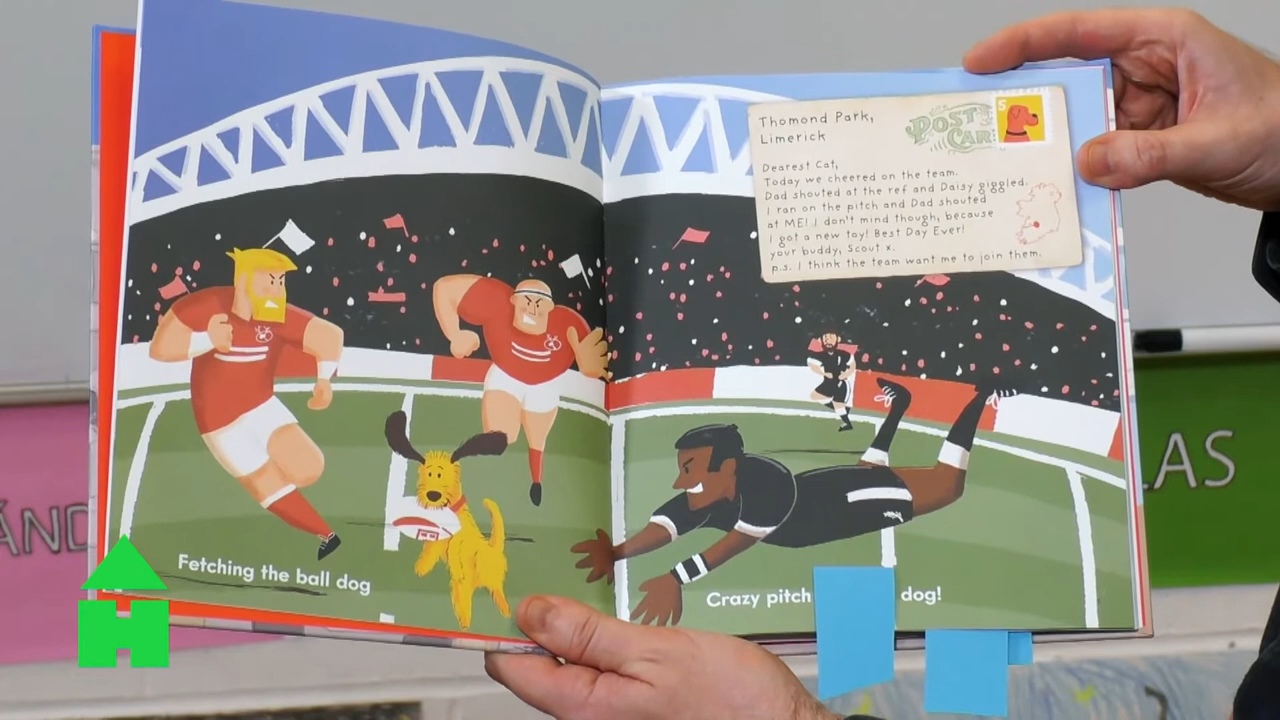 Thomond Park,
Limerick
POST
CAR
5
Dearest Cat,
Today we cheered on the team.
Dad shouted at the ref and Daisy giggled.
I ran on the pitch and Dad shouted
at ME! I don't mind though, because
I got a new toy! Best Day Ever!
your buddy, Scout x.
p.s. I think the team want me to join them.
Fetching the ball dog
Crazy pitch dog!
ÁND
LAS
H